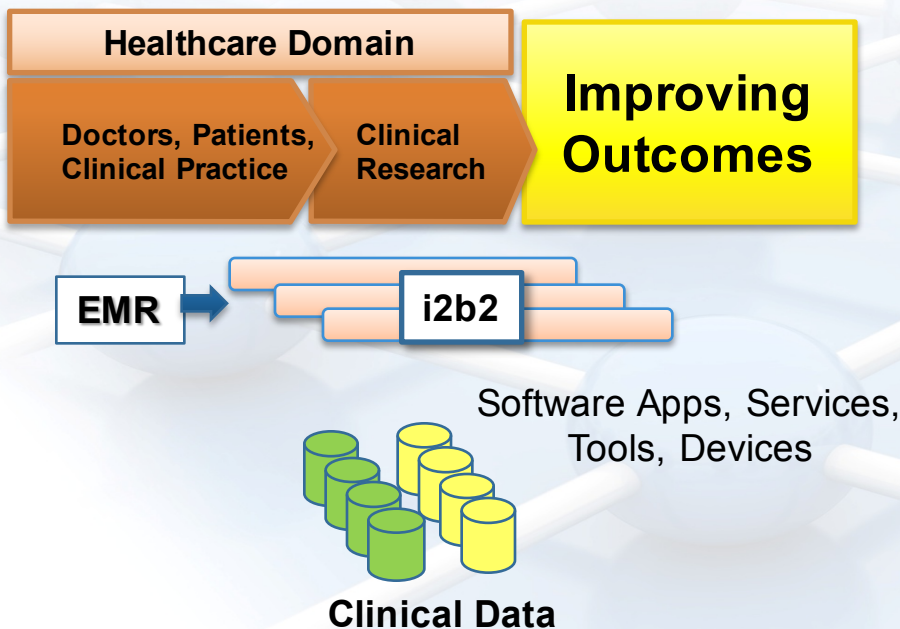 Healthcare Domain
Improving
Outcomes
Doctors, Patients,
Clinical Practice
Clinical
Research
EMR
i2b2
Software Apps, Services,
Tools, Devices
Clinical Data